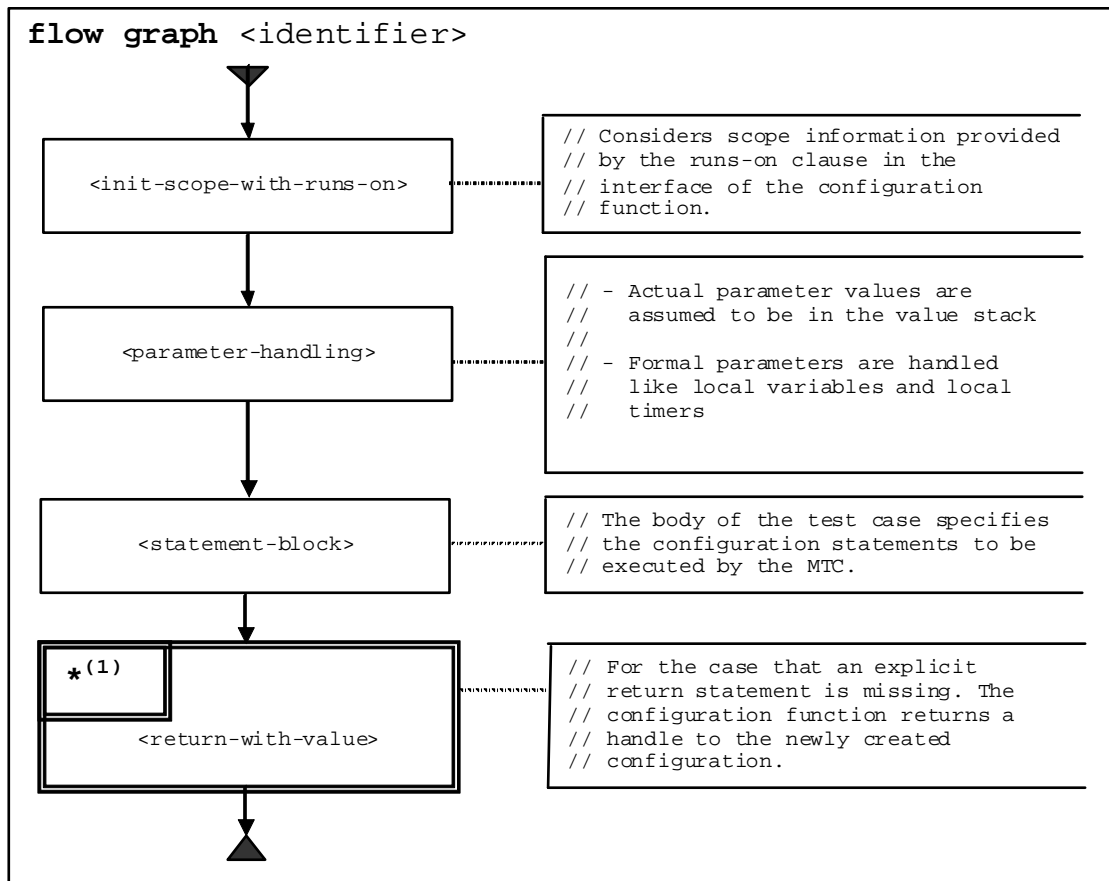 flow graph <identifier>
<init-scope-with-runs-on>
// Considers scope information provided
// by the runs-on clause in the
// interface of the configuration
// function.
<parameter-handling>
// - Actual parameter values are
// assumed to be in the value stack
//
// - Formal parameters are handled
// like local variables and local
// timers
<statement-block>
// The body of the test case specifies
// the configuration statements to be
// executed by the MTC.
*(1)
<return-with-value>
// For the case that an explicit
// return statement is missing. The
// configuration function returns a
// handle to the newly created
// configuration.